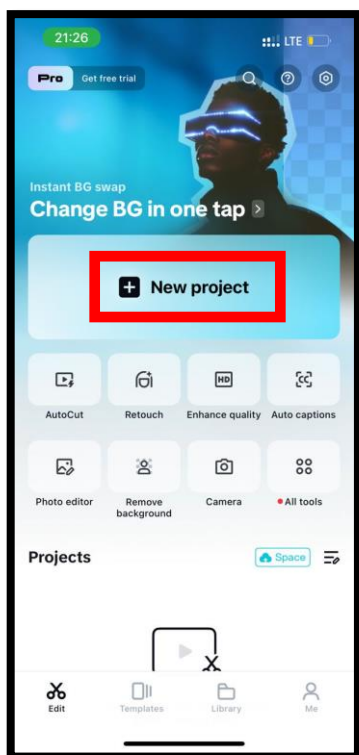 21:26
LTE
Pro Get free trial
Instant BG swap
Change BG in one tap
New project
HD
CC
AutoCut
Retouch
Enhance quality
Auto captions
Photo editor
Remove
background
Camera
All tools
Projects
Space
Edit
Templates
Library
Me